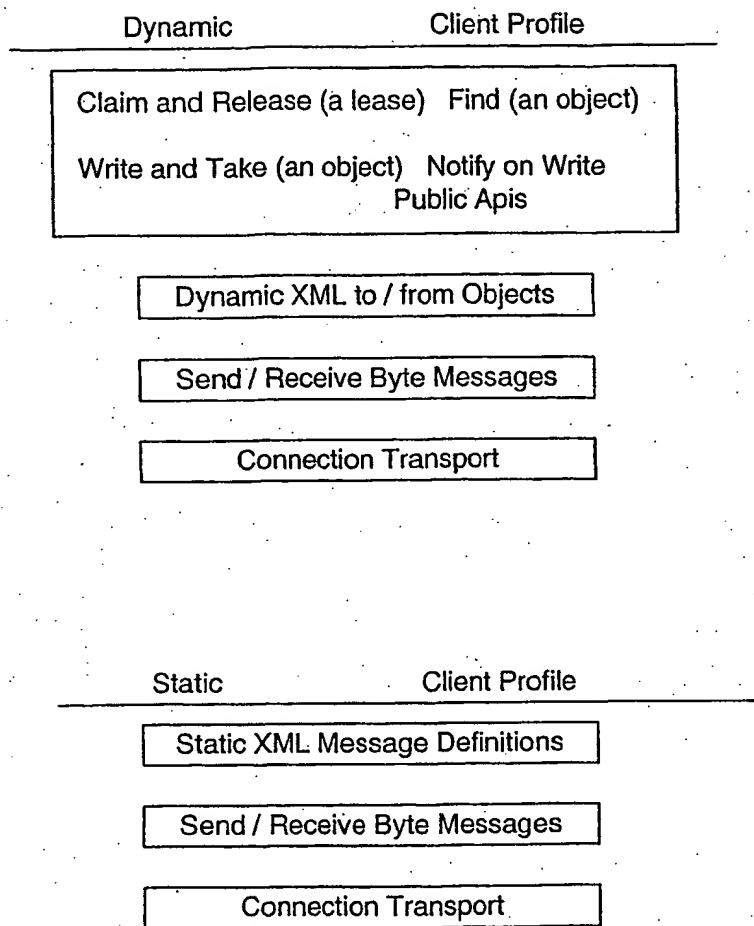 Dynamic Client Profile
Claim and Release (a lease) Find (an object)
Write and Take (an object) Notify on Write
Public Apis
Dynamic XML to / from Objects
Send / Receive Byte Messages
Connection Transport
Static Client Profile
Static XML Message Definitions
Send / Receive Byte Messages
Connection Transport